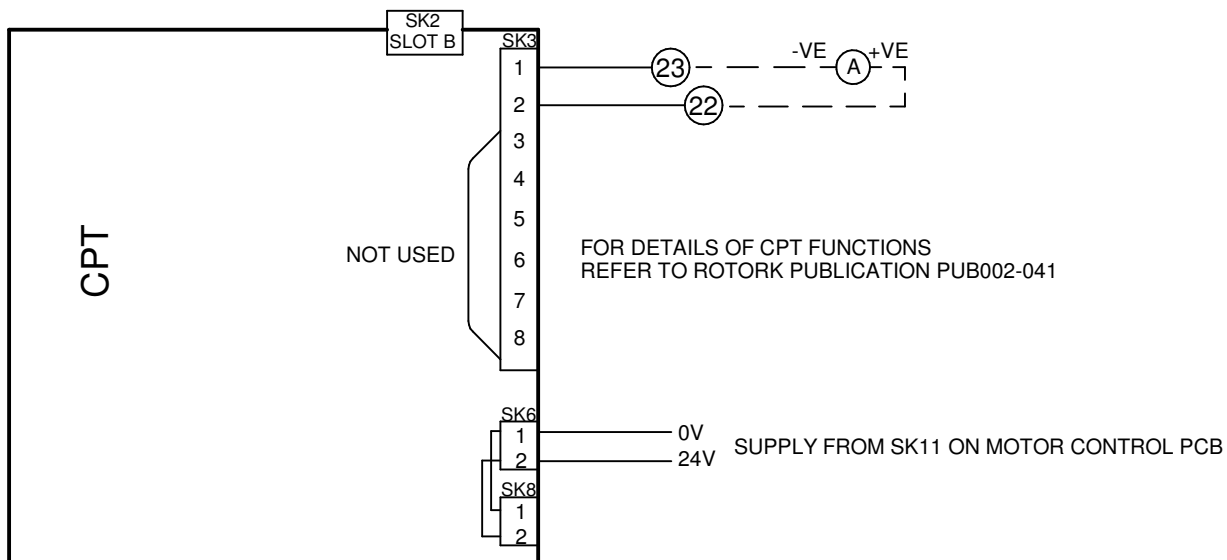 SK2
SLOT B
SK3
1
23
-VE
A
+VE
2
22
3
4
5
6
7
8
NOT USED
CPT
FOR DETAILS OF CPT FUNCTIONS
REFER TO ROTORK PUBLICATION PUB002-041
SK6
1
0V
2
24V
SUPPLY FROM SK11 ON MOTOR CONTROL PCB
SK8
1
2